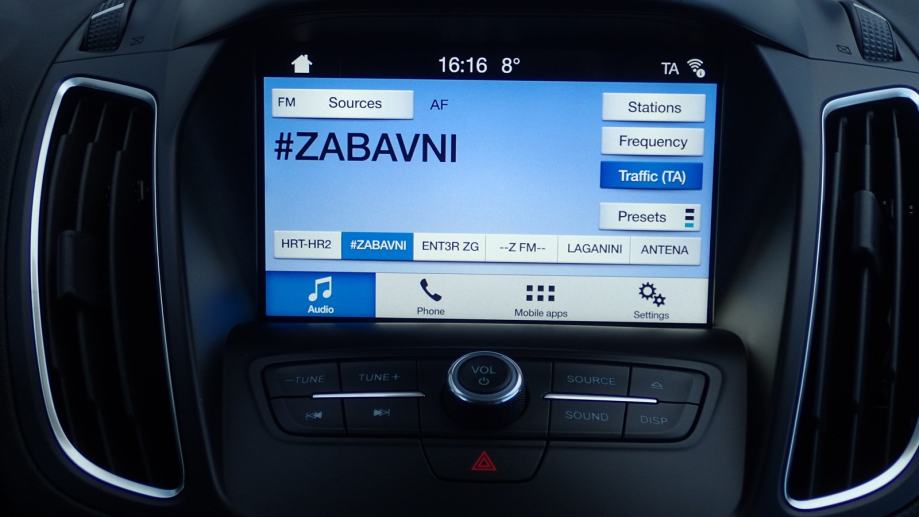 16:16 8° TA
FM Sources AF Stations
#ZABAVNI
Frequency
Traffic (TA)
Presets
HRT-HR2 #ZABAVNI ENT3R ZG --Z FM-- LAGANINI ANTENA
Audio Phone Mobile apps Settings
−TUNE TUNE+ VOL SOURCE
SOUND DISP